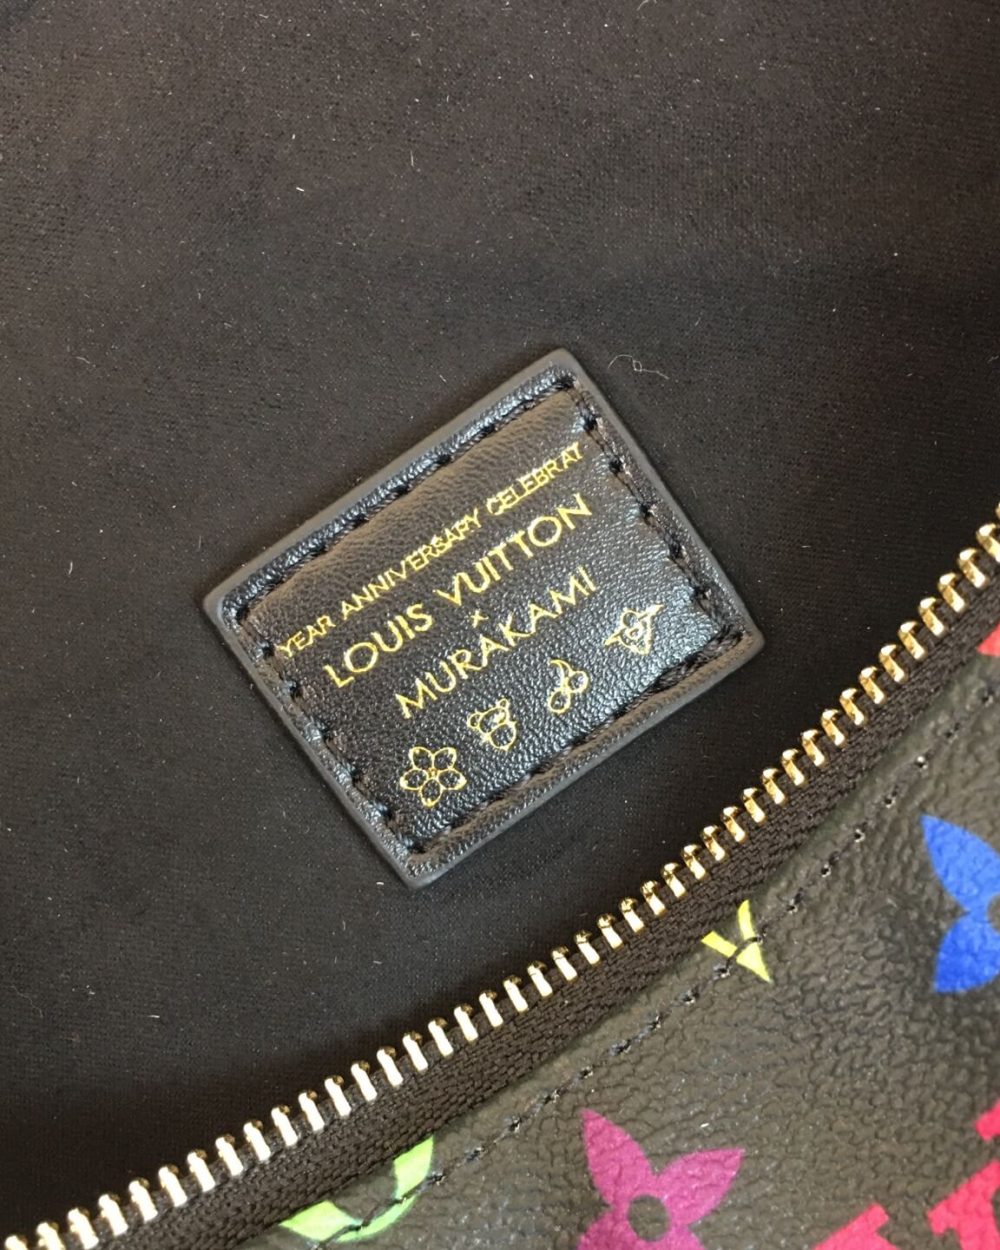 YEAR ANNIVERSARY CELEBRAT
LOUIS VUITTON
×
MURAKAMI